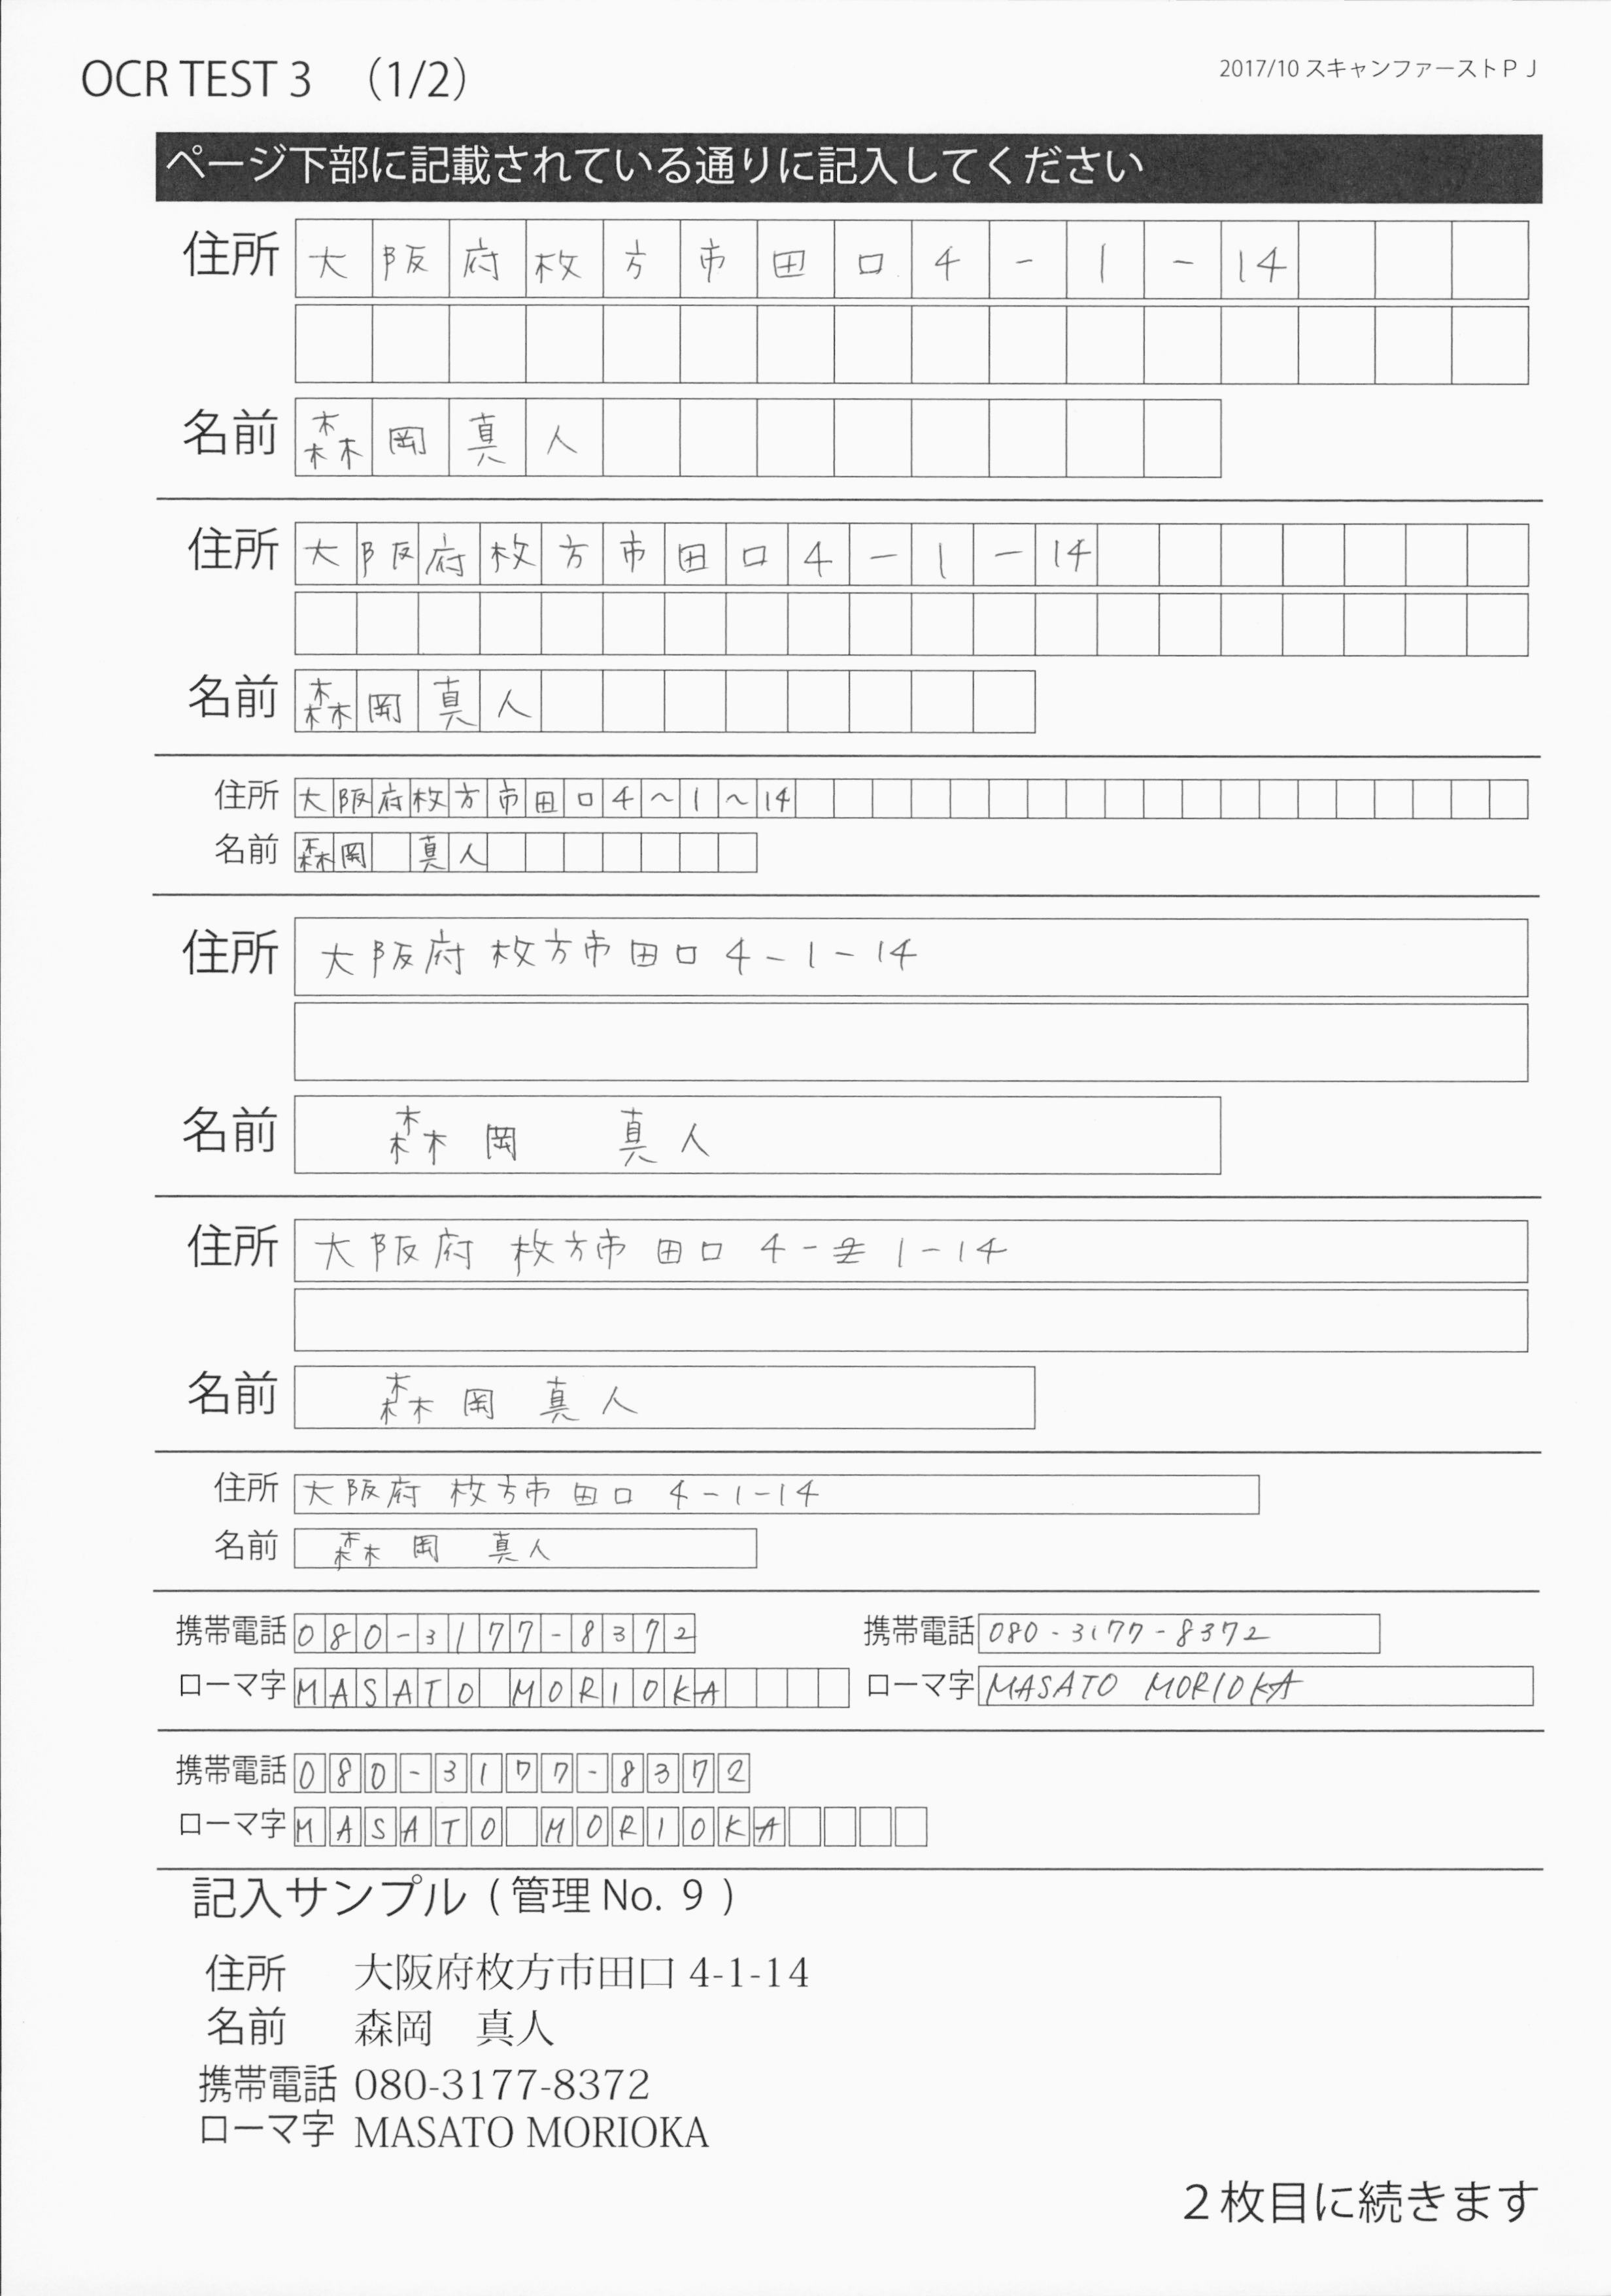 OCR TEST 3 (1/2)
2017/10 スキャンファーストPJ
ページ下部に記載されている通りに記入してください
住所 大阪府枚方市田口4-1-14
名前 森岡真人
住所 大阪府枚方市田口4-1-14
名前 森岡真人
住所 大阪府枚方市田口4~1~14
名前 森岡 真人
住所 大阪府枚方市田口4-1-14
名前 森岡 真人
住所 大阪府 枚方市 田口 4-1-14
名前 森岡 真人
住所 大阪府 枚方市 田口 4-1-14
名前 森岡 真人
携帯電話 080-3177-8372 携帯電話 080-3177-8372
ローマ字 MASATO MORIOKA ローマ字 MASATO MORIOKA
携帯電話 080-3177-8372
ローマ字 MASATO MORIOKA
記入サンプル(管理 No. 9)
住所 大阪府枚方市田口 4-1-14
名前 森岡 真人
携帯電話 080-3177-8372
ローマ字 MASATO MORIOKA
2枚目に続きます